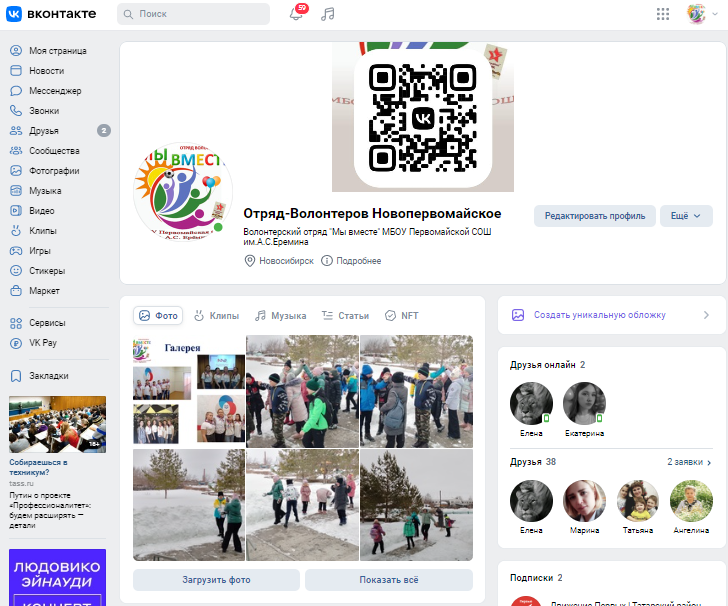 вконтакте
Поиск
59
Моя страница
Новости
Мессенджер
Звонки
Друзья
2
Сообщества
Фотографии
Музыка
Видео
Клипы
Игры
Стикеры
Маркет
Сервисы
VK Pay
Закладки
18+
Собираешься в
техникум?
tass.ru
Путин о проекте
«Профессионалитет»:
будем расширять —
детали
ЛЮДОВИКО
ЭЙНАУДИ
КОНЦЕРТ
МЫ
ВМЕСТЕ
Отряд-Волонтеров Новопервомайское
Волонтерский отряд "Мы вместе" МБОУ Первомайской СОШ
им.А.С.Еремина
Новосибирск
Подробнее
Редактировать профиль
Ещё
Фото
Клипы
Музыка
Статьи
NFT
Галерея
Загрузить фото
Показать всё
Создать уникальную обложку
Друзья онлайн 2
Елена
Екатерина
Друзья 38
2 заявки
Елена
Марина
Татьяна
Ангелина
Подписки 2
Движение Первых | Татарский район